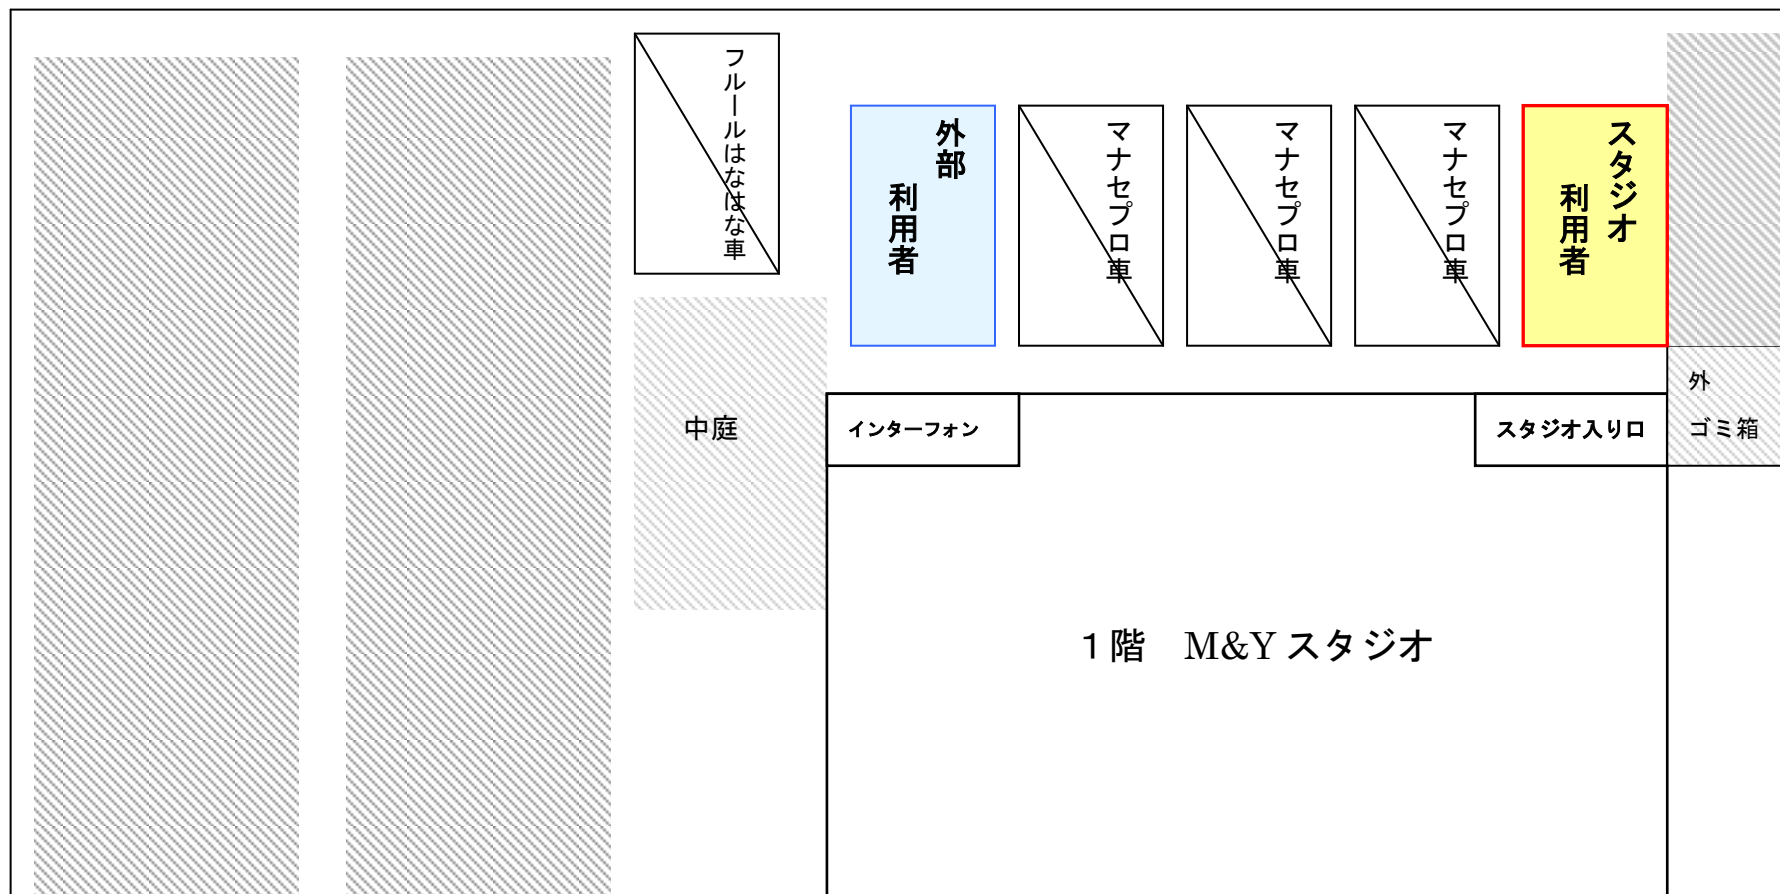 フルールはなはな車
外部
利用者
マナセプロ車
マナセプロ車
マナセプロ車
スタジオ
利用者
中庭
インターフォン
スタジオ入り口
外
ゴミ箱
１階　M&Y スタジオ